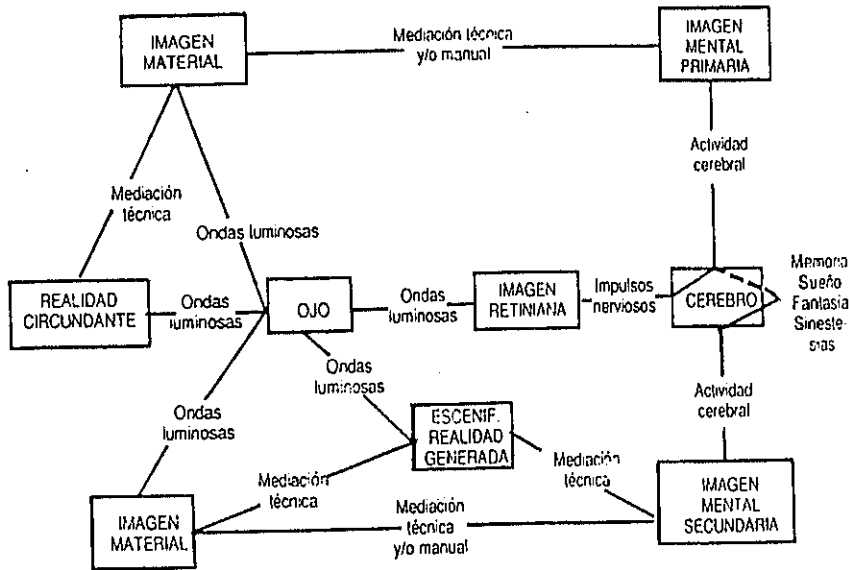 IMAGEN
MATERIAL
Mediación técnica
y/o manual
IMAGEN
MENTAL
PRIMARIA
Actividad
cerebral
Mediación
técnica
Ondas luminosas
REALIDAD
CIRCUNDANTE
Ondas
luminosas
OJO
Ondas
luminosas
IMAGEN
RETINIANA
Impulsos
nerviosos
CEREBRO
Memoria
Sueño
Fantasía
Sineste-
sias
Ondas
luminosas
Ondas
luminosas
ESCENIF.
REALIDAD
GENERADA
Actividad
cerebral
Mediación
técnica
Mediación
técnica
IMAGEN
MATERIAL
Mediación
técnica
y/o manual
IMAGEN
MENTAL
SECUNDARIA